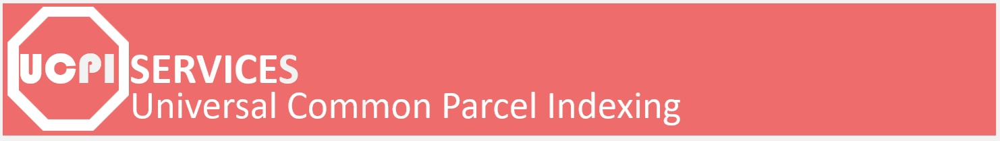 UCPI
SERVICES
Universal Common Parcel Indexing